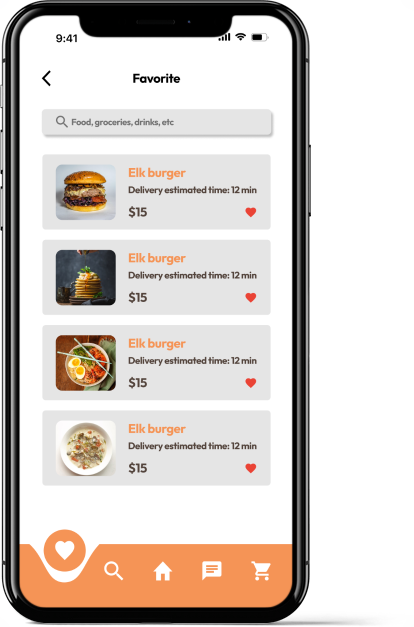 9:41
Favorite
Food, groceries, drinks, etc
Elk burger
Delivery estimated time: 12 min
$15
Elk burger
Delivery estimated time: 12 min
$15
Elk burger
Delivery estimated time: 12 min
$15
Elk burger
Delivery estimated time: 12 min
$15